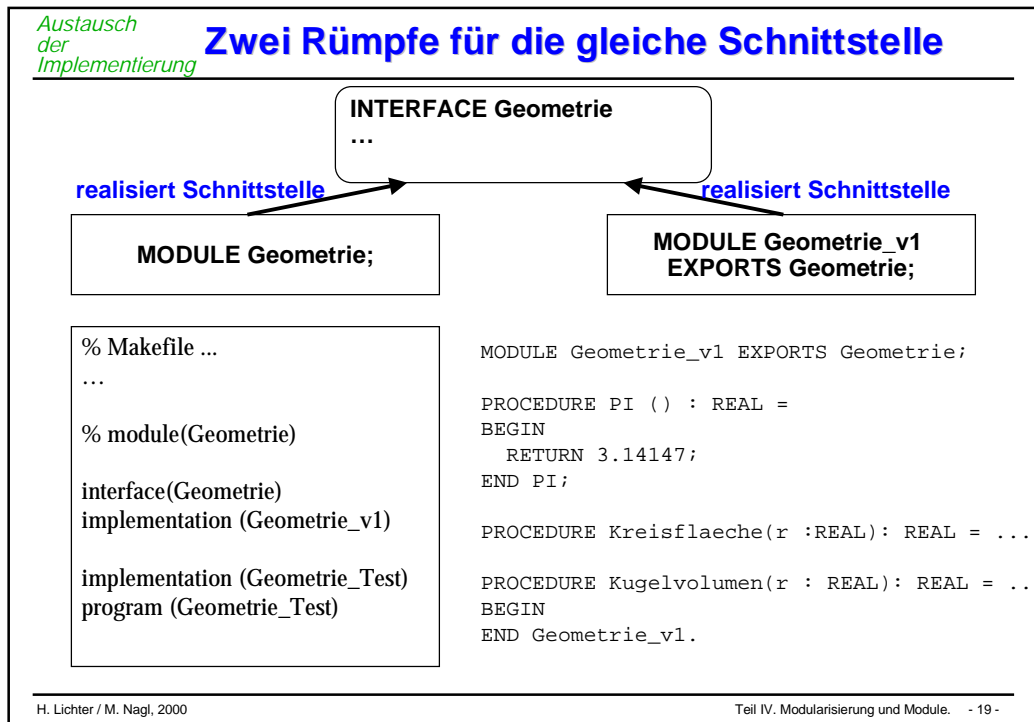 Austausch
der
Implementierung
Zwei Rümpfe für die gleiche Schnittstelle
INTERFACE Geometrie
…
realisiert Schnittstelle
realisiert Schnittstelle
MODULE Geometrie;
MODULE Geometrie_v1
EXPORTS Geometrie;
% Makefile ...
…
% module(Geometrie)
interface(Geometrie)
implementation (Geometrie_v1)
implementation (Geometrie_Test)
program (Geometrie_Test)
MODULE Geometrie_v1 EXPORTS Geometrie;
PROCEDURE PI () : REAL =
BEGIN
  RETURN 3.14147;
END PI;
PROCEDURE Kreisflaeche(r :REAL): REAL = ...
PROCEDURE Kugelvolumen(r : REAL): REAL = ..
BEGIN
END Geometrie_v1.
H. Lichter / M. Nagl, 2000
Teil IV. Modularisierung und Module. - 19 -